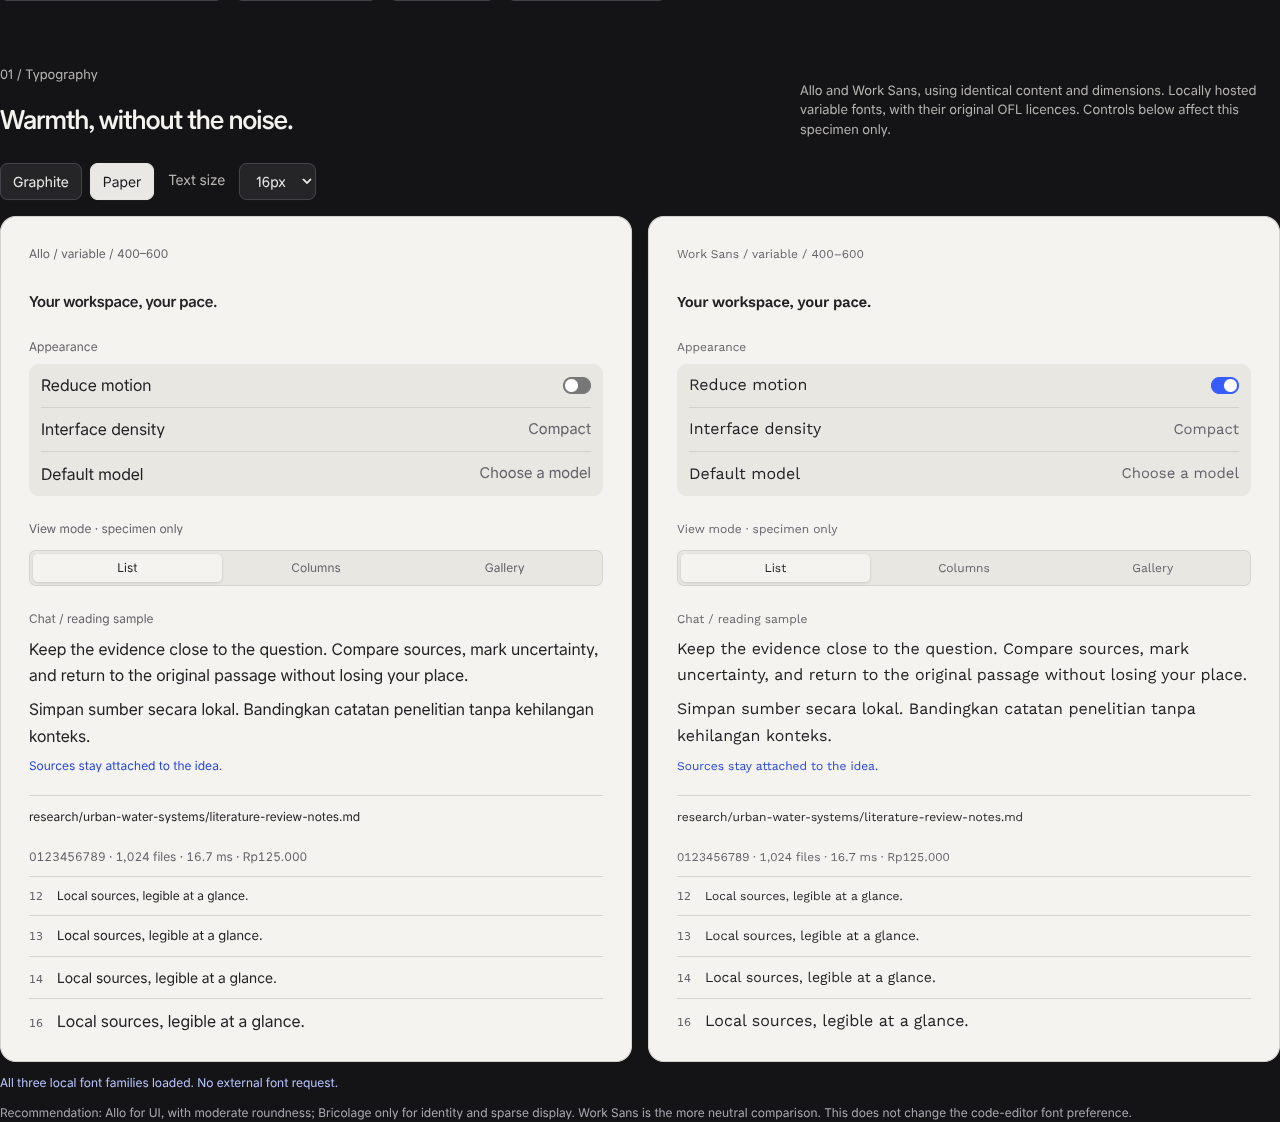 01 / Typography
Warmth, without the noise.
Allo and Work Sans, using identical content and dimensions. Locally hosted
variable fonts, with their original OFL licences. Controls below affect this
specimen only.
Graphite
Paper
Text size
16px
Allo / variable / 400–600
Your workspace, your pace.
Appearance
Reduce motion
Interface density
Compact
Default model
Choose a model
View mode · specimen only
List
Columns
Gallery
Chat / reading sample
Keep the evidence close to the question. Compare sources, mark uncertainty,
and return to the original passage without losing your place.
Simpan sumber secara lokal. Bandingkan catatan penelitian tanpa kehilangan
konteks.
Sources stay attached to the idea.
research/urban-water-systems/literature-review-notes.md
0123456789 · 1,024 files · 16.7 ms · Rp125.000
12 Local sources, legible at a glance.
13 Local sources, legible at a glance.
14 Local sources, legible at a glance.
16 Local sources, legible at a glance.
Work Sans / variable / 400–600
Your workspace, your pace.
Appearance
Reduce motion
Interface density
Compact
Default model
Choose a model
View mode · specimen only
List
Columns
Gallery
Chat / reading sample
Keep the evidence close to the question. Compare sources, mark
uncertainty, and return to the original passage without losing your place.
Simpan sumber secara lokal. Bandingkan catatan penelitian tanpa
kehilangan konteks.
Sources stay attached to the idea.
research/urban-water-systems/literature-review-notes.md
0123456789 · 1,024 files · 16.7 ms · Rp125.000
12 Local sources, legible at a glance.
13 Local sources, legible at a glance.
14 Local sources, legible at a glance.
16 Local sources, legible at a glance.
All three local font families loaded. No external font request.
Recommendation: Allo for UI, with moderate roundness; Bricolage only for identity and sparse display. Work Sans is the more neutral comparison. This does not change the code-editor font preference.